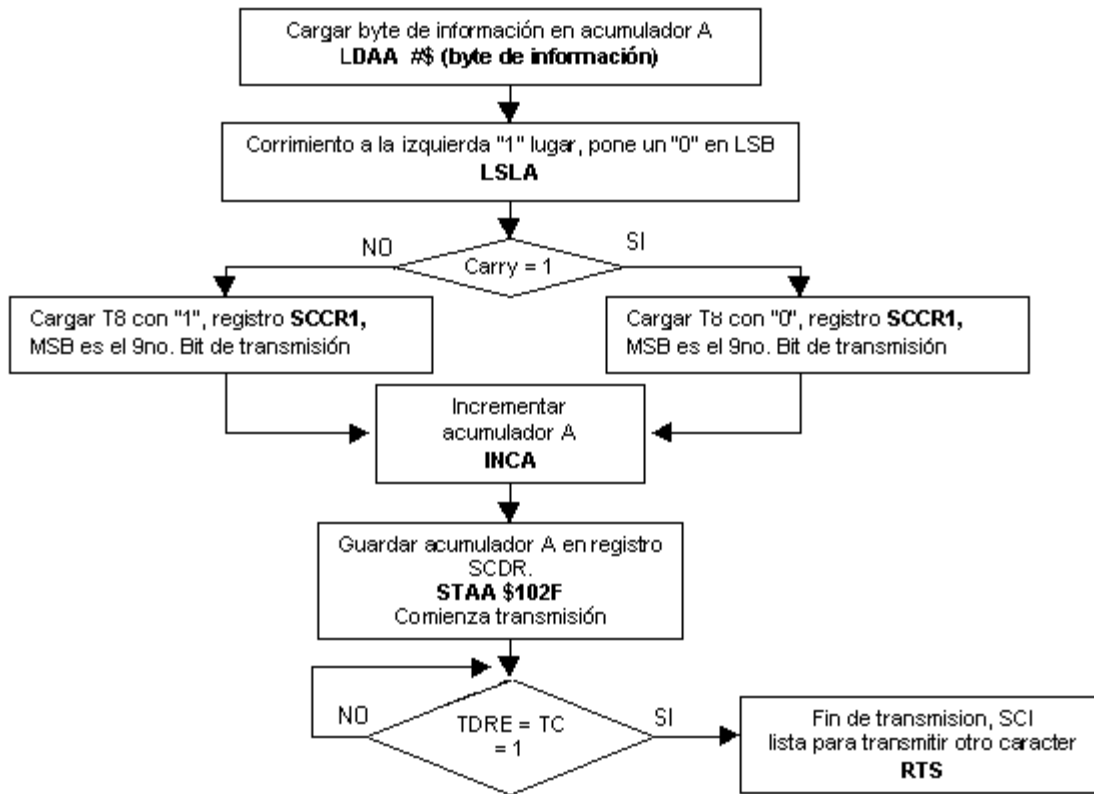 Cargar byte de información en acumulador A
LDAA #$ (byte de información)
Corrimiento a la izquierda "1" lugar, pone un "0" en LSB
LSLA
NO
SI
Carry = 1
Cargar T8 con "1", registro SCCR1,
MSB es el 9no. Bit de transmisión
Cargar T8 con "0", registro SCCR1,
MSB es el 9no. Bit de transmisión
Incrementar
acumulador A
INCA
Guardar acumulador A en registro
SCDR.
STAA $102F
Comienza transmisión
NO
TDRE = TC
= 1
SI
Fin de transmision, SCI
lista para transmitir otro caracter
RTS